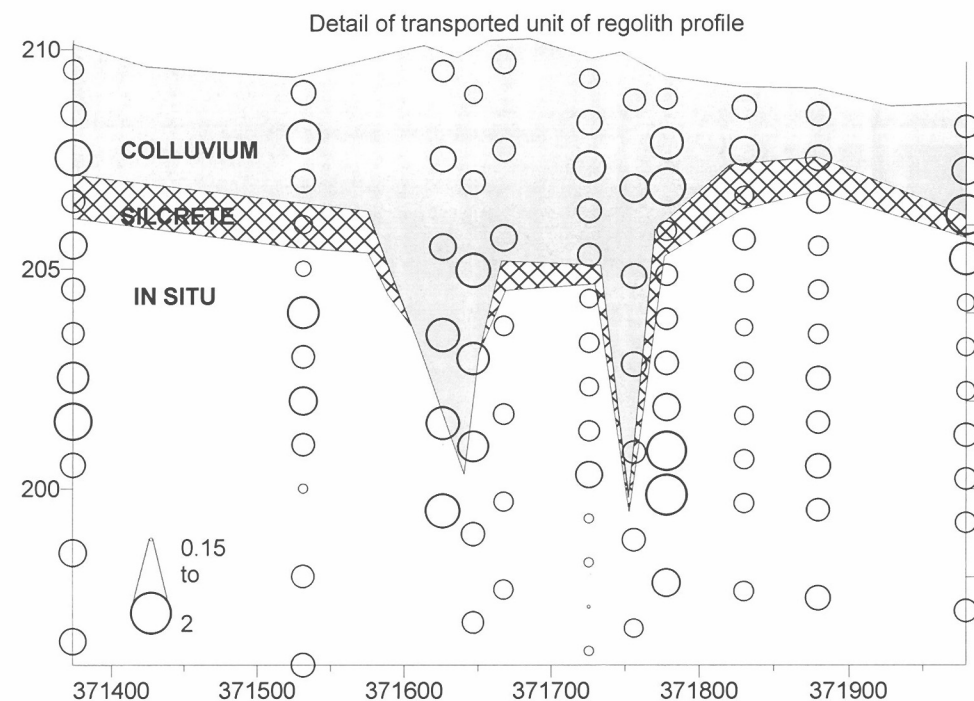 Detail of transported unit of regolith profile
210
COLLUVIUM
SILCRETE
205
IN SITU
200
0.15
to
2
371400 371500 371600 371700 371800 371900